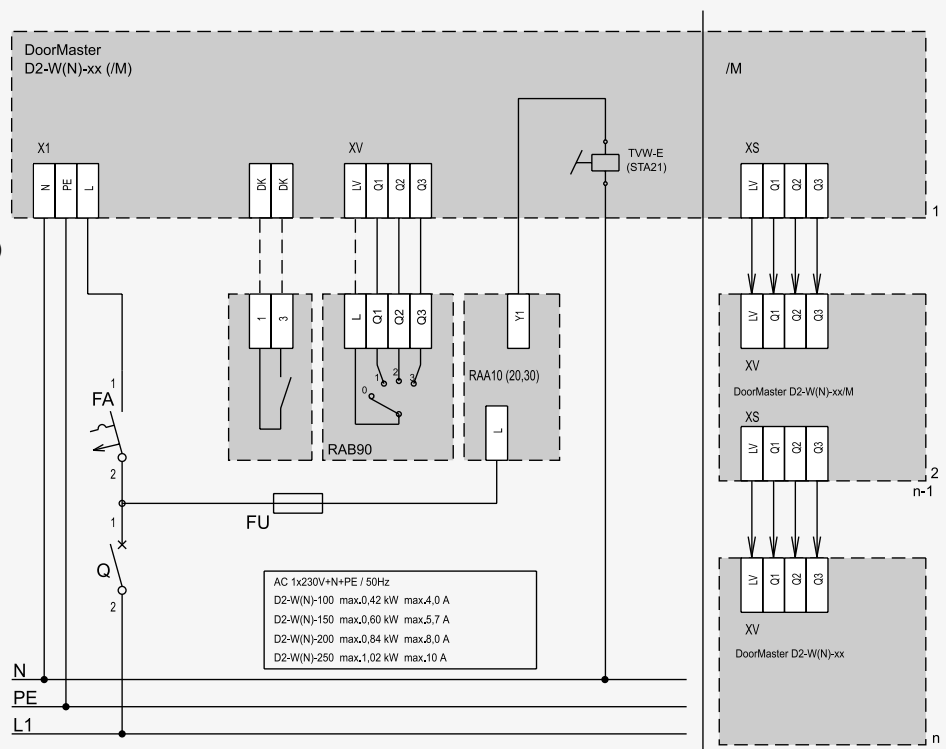 DoorMaster
D2-W(N)-xx (/M)
/M
X1
XV
TVW-E
(STA21)
XS
N
PE
L
DK
DK
LV
Q1
Q2
Q3
LV
Q1
Q2
Q3
1
1
3
L
Q1
Q2
Q3
Y1
LV
Q1
Q2
Q3
0
1
2
3
RAA10 (20,30)
XV
DoorMaster D2-W(N)-xx/M
XS
1
FA
2
L
RAB90
LV
Q1
Q2
Q3
2
n-1
1
FU
Q
2
AC 1x230V+N+PE / 50Hz
D2-W(N)-100 max.0,42 kW max.4,0 A
D2-W(N)-150 max.0,60 kW max.5,7 A
D2-W(N)-200 max.0,84 kW max.8,0 A
D2-W(N)-250 max.1,02 kW max.10 A
LV
Q1
Q2
Q3
XV
DoorMaster D2-W(N)-xx
N
PE
L1
n